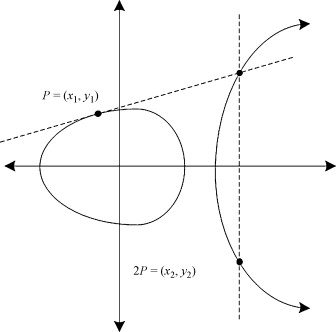 P = (x₁, y₁)
2P = (x₂, y₂)